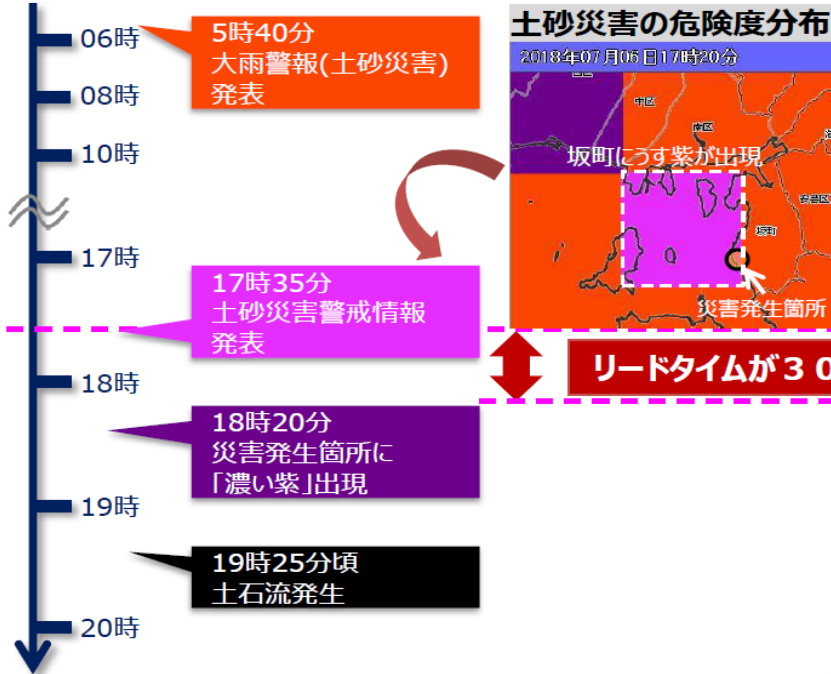 06時
5時40分
大雨警報(土砂災害)
発表
08時
10時
17時
17時35分
土砂災害警戒情報
発表
18時
18時20分
災害発生箇所に
「濃い紫」出現
19時
19時25分頃
土石流発生
20時
土砂災害の危険度分布
2018年07月06日17時20分
中区
南区
坂町にうす紫が出現
安芸区
坂町
災害発生箇所
リードタイムが30